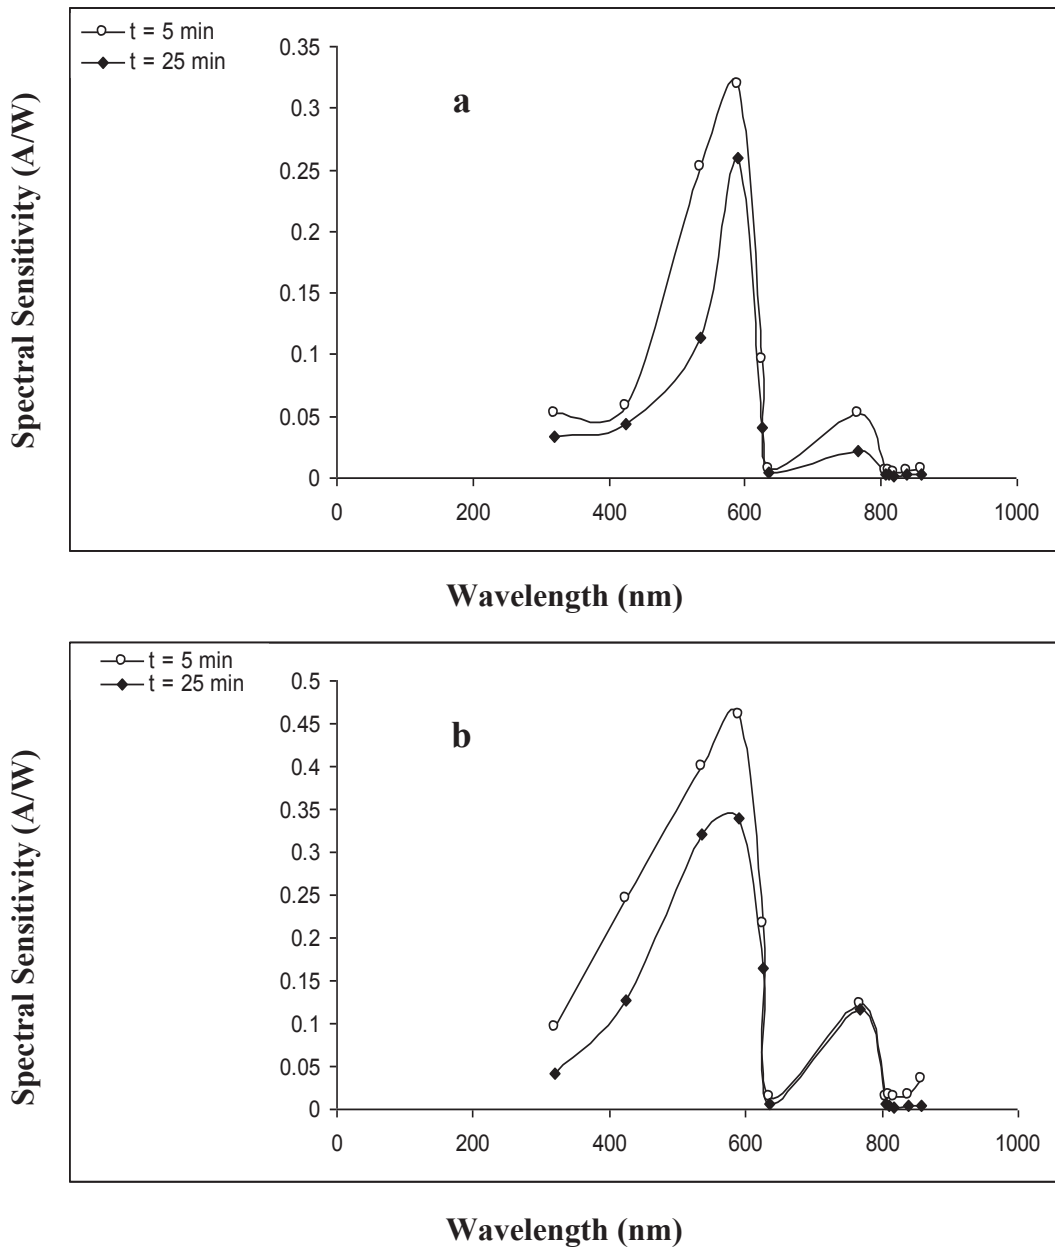 t = 5 min
t = 25 min
a
Spectral Sensitivity (A/W)
0.35
0.3
0.25
0.2
0.15
0.1
0.05
0
0 200 400 600 800 1000
Wavelength (nm)
t = 5 min
t = 25 min
b
Spectral Sensitivity (A/W)
0.5
0.45
0.4
0.35
0.3
0.25
0.2
0.15
0.1
0.05
0
0 200 400 600 800 1000
Wavelength (nm)